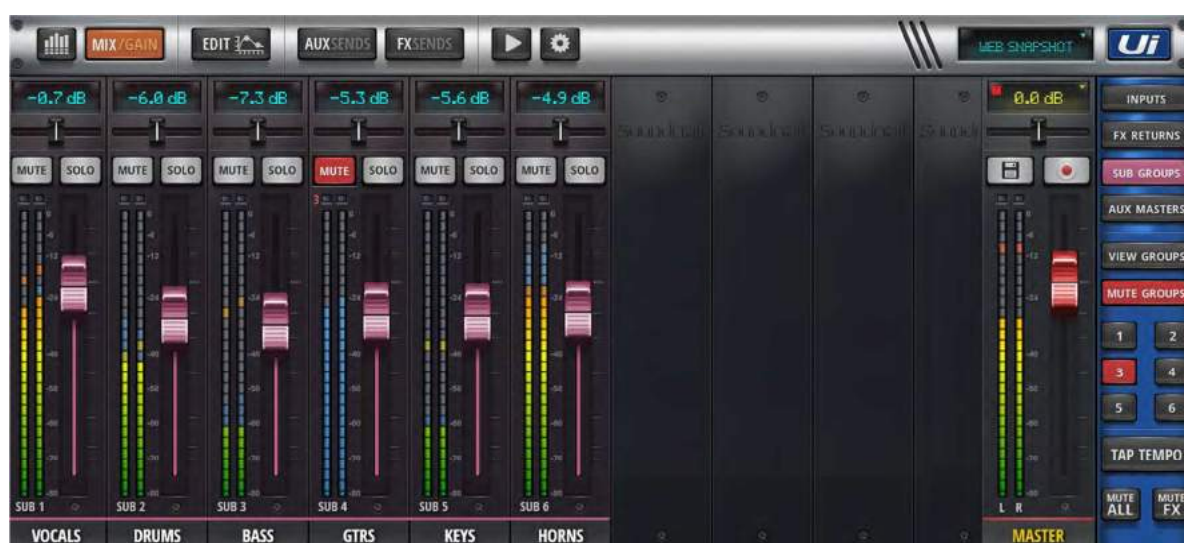 MIX/GAIN EDIT AUXSENDS FXSENDS WEB SNAPSHOT Ui
-0.7 dB -6.0 dB -7.3 dB -5.3 dB -5.6 dB -4.9 dB 0.0 dB INPUTS
Soundcraft Soundcraft Soundcraft FX RETURNS
MUTE SOLO MUTE SOLO MUTE SOLO MUTE SOLO MUTE SOLO MUTE SOLO SUB GROUPS
3
AUX MASTERS
VIEW GROUPS
MUTE GROUPS
1 2
3 4
5 6
TAP TEMPO
MUTE ALL MUTE FX
SUB 1 SUB 2 SUB 3 SUB 4 SUB 5 SUB 6 L R
VOCALS DRUMS BASS GTRS KEYS HORNS MASTER